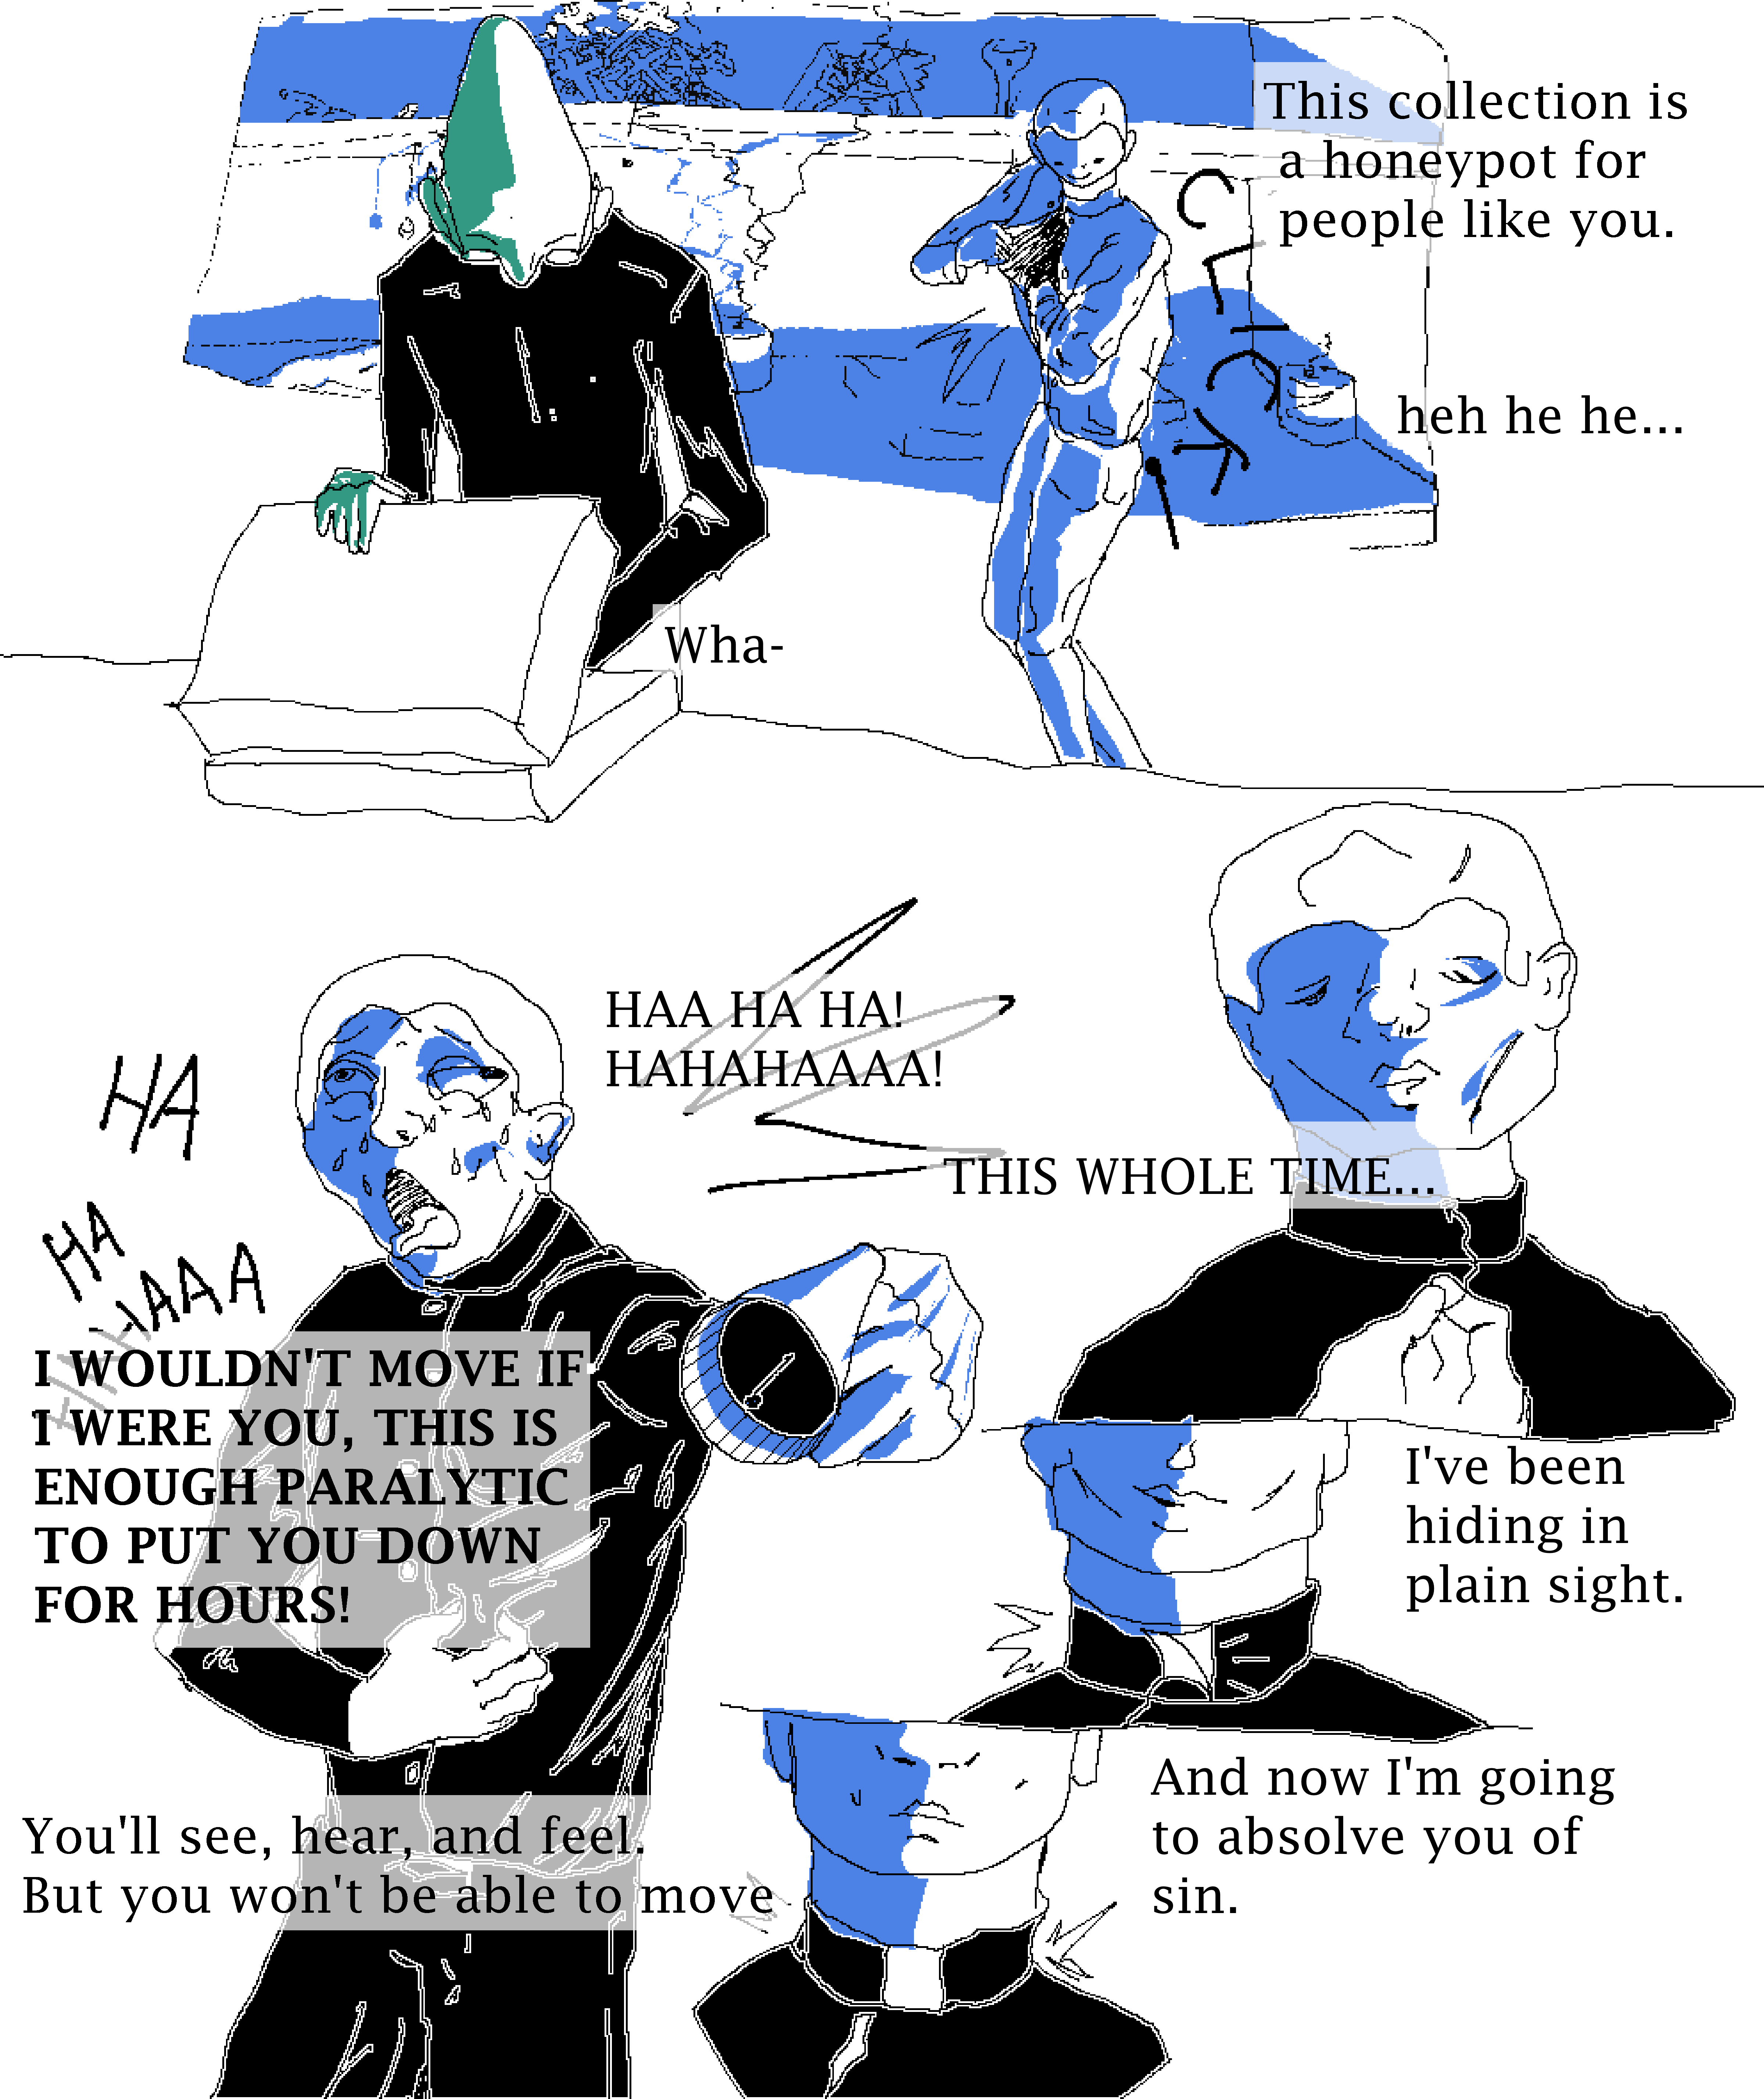 This collection is
a honeypot for
people like you.
CLICK!
heh he he...
Wha-
HAA HA HA!
HAHAHAAAA!
HA
HA
HAHAAAA
THIS WHOLE TIME...
I WOULDN'T MOVE IF
I WERE YOU, THIS IS
ENOUGH PARALYTIC
TO PUT YOU DOWN
FOR HOURS!
I've been
hiding in
plain sight.
You'll see, hear, and feel.
But you won't be able to move
And now I'm going
to absolve you of
sin.